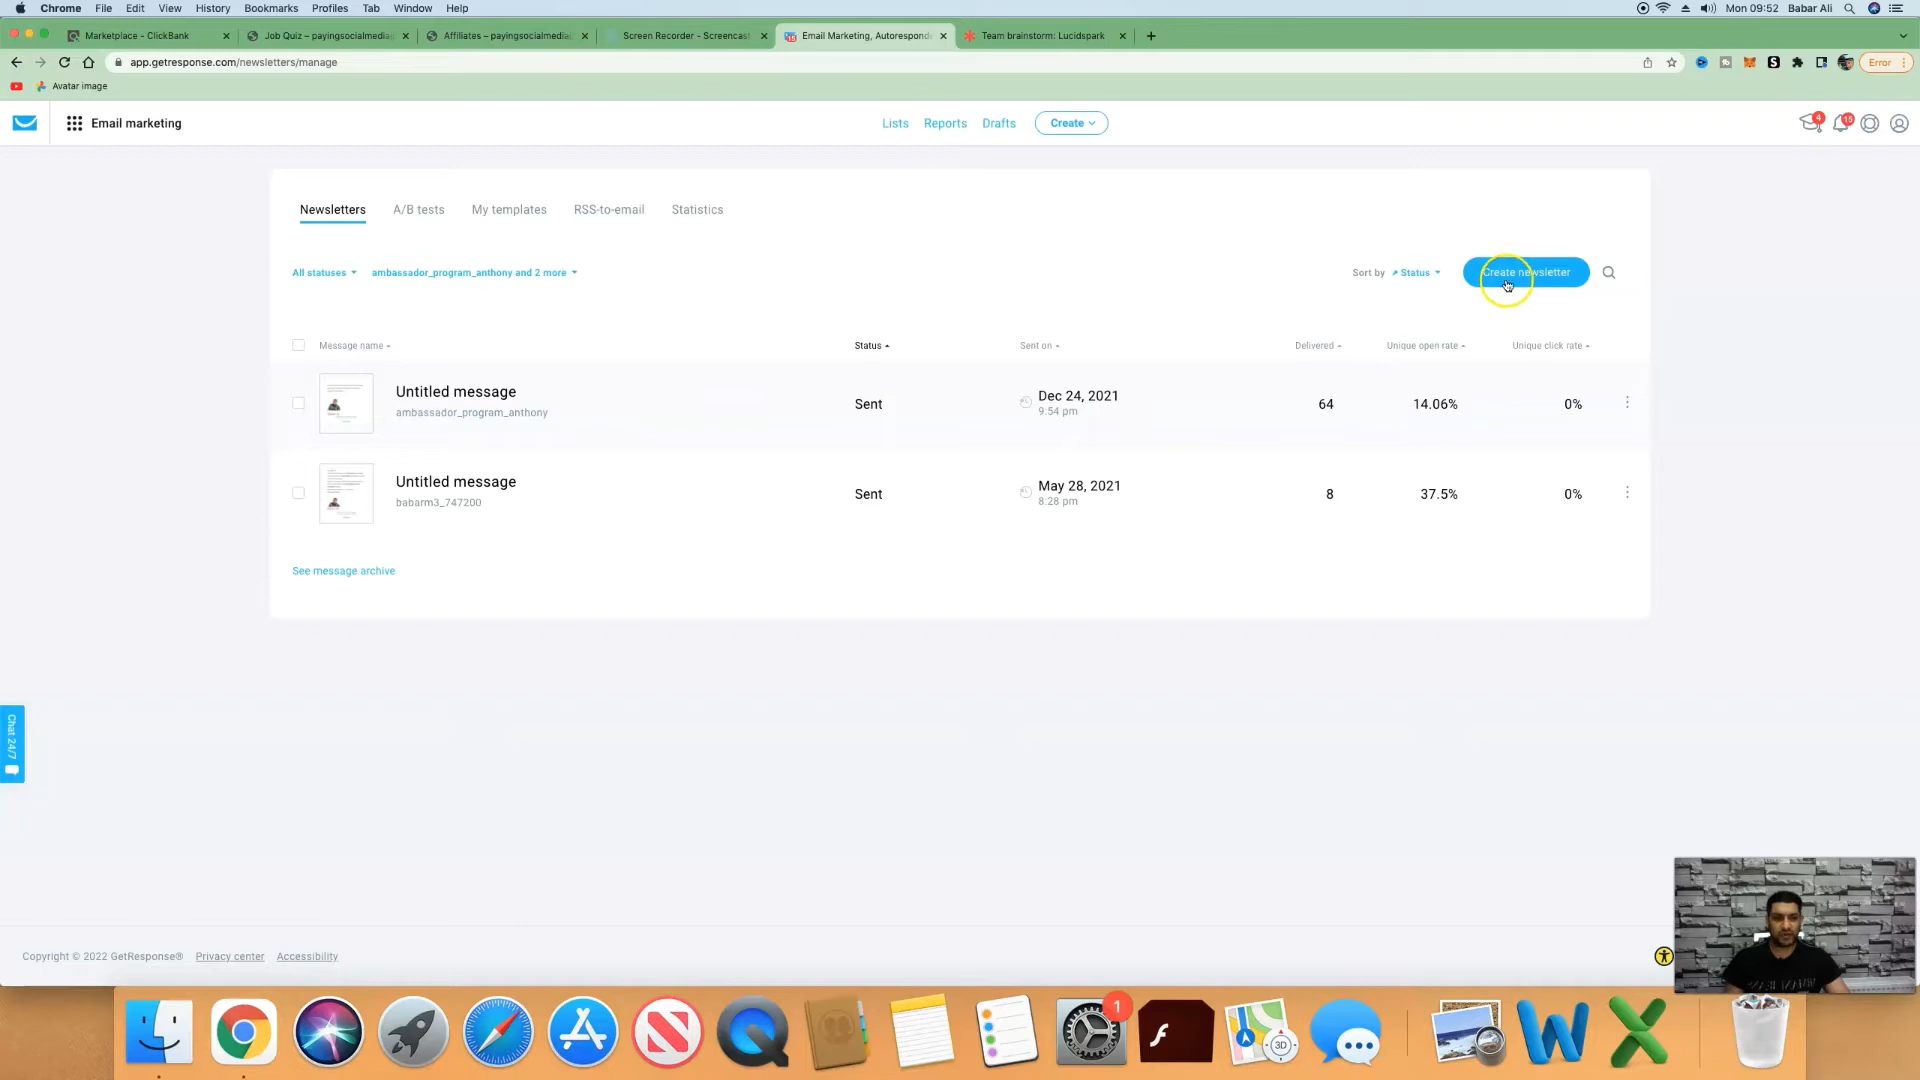 Chrome File Edit View History Bookmarks Profiles Tab Window Help Mon 09:52 Babar Ali
Marketplace - ClickBank Job Quiz – payingsocialmedia Affiliates – payingsocialmedia Screen Recorder - Screencas Email Marketing, Autorespond Team brainstorm: Lucidspark
app.getresponse.com/newsletters/manage Error
Avatar image
Email marketing Lists Reports Drafts Create 4 15
Newsletters A/B tests My templates RSS-to-email Statistics
All statuses ambassador_program_anthony and 2 more Sort by Status Create newsletter
Message name Status Sent on Delivered Unique open rate Unique click rate
Untitled message Sent Dec 24, 2021 64 14.06% 0%
ambassador_program_anthony 9:54 pm
Untitled message Sent May 28, 2021 8 37.5% 0%
babarm3_747200 8:28 pm
See message archive
Chat 24/7
Copyright © 2022 GetResponse® Privacy center Accessibility
1
3D